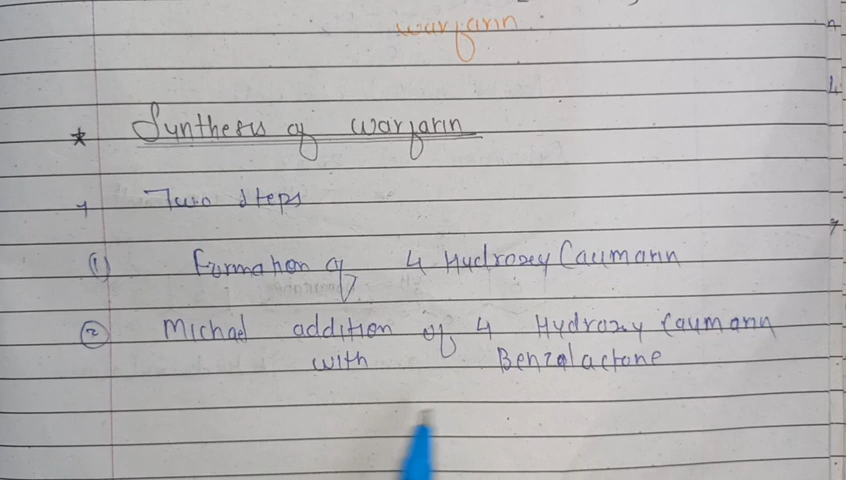 warfarin
* Synthesis of warfarin
→ Two steps
(1) Formation of 4 Hydroxy Caumarin
(2) Michael addition of 4 Hydroxy Caumarin
with Benzalactone